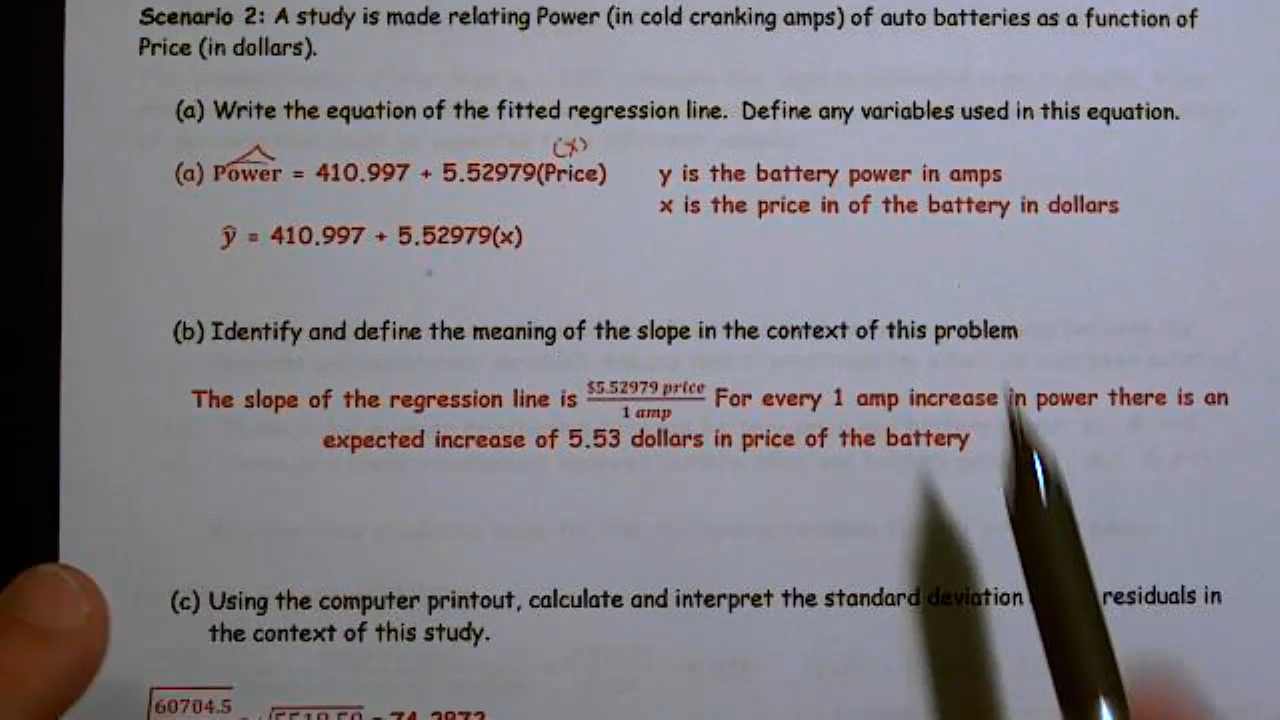 Scenario 2: A study is made relating Power (in cold cranking amps) of auto batteries as a function of
Price (in dollars).
(a) Write the equation of the fitted regression line. Define any variables used in this equation.
(x)
(a) Power = 410.997 + 5.52979(Price) y is the battery power in amps
x is the price in of the battery in dollars
ŷ = 410.997 + 5.52979(x)
(b) Identify and define the meaning of the slope in the context of this problem
The slope of the regression line is $5.52979 price / 1 amp For every 1 amp increase in power there is an
expected increase of 5.53 dollars in price of the battery
(c) Using the computer printout, calculate and interpret the standard deviation residuals in
the context of this study.
60704.5